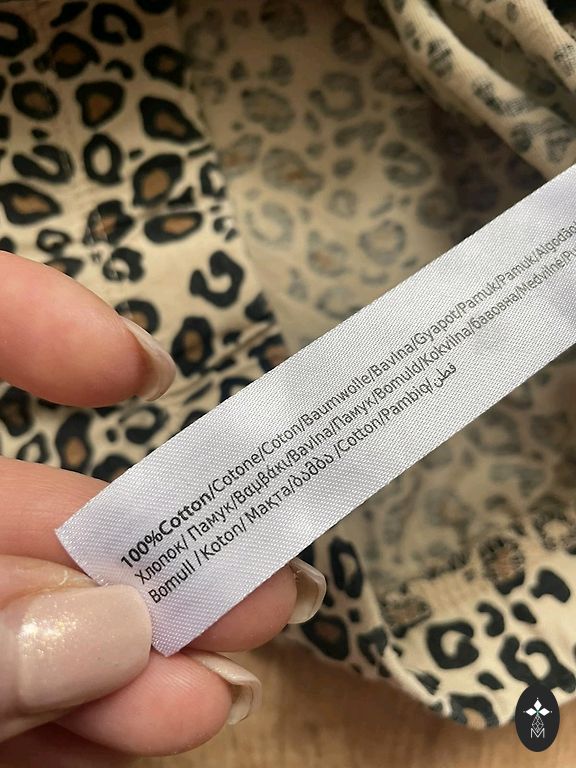 100%Cotton/Cotone/Coton/Baumwolle/Bavlna/Gyapot/Pamuk/Pamuk/Algodão
Хлопок/ Памук/Βαμβάκι/Bavlna/Памук/Bomuld/Kokvilna/бавовна/Medvilnė/
Bomull /Koton/ Макта/ბამბა /Cotton/Pambiq/قطن
M